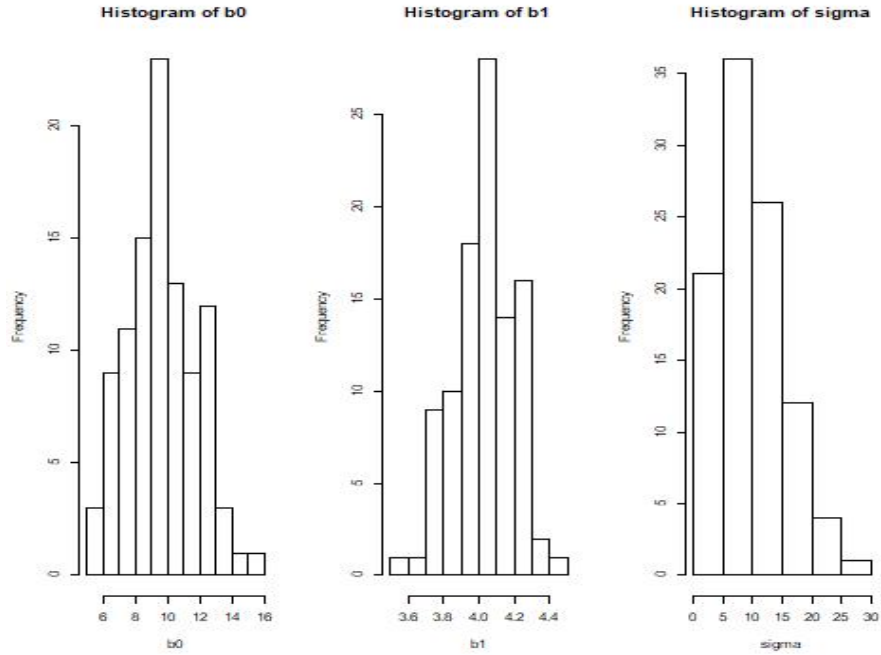 Histogram of b0
Frequency
0 5 10 15 20
6 8 10 12 14 16
b0
Histogram of b1
Frequency
0 5 10 15 20 25
3.6 3.8 4.0 4.2 4.4
b1
Histogram of sigma
Frequency
0 5 10 15 20 25 30 35
0 5 10 15 20 25 30
sigma